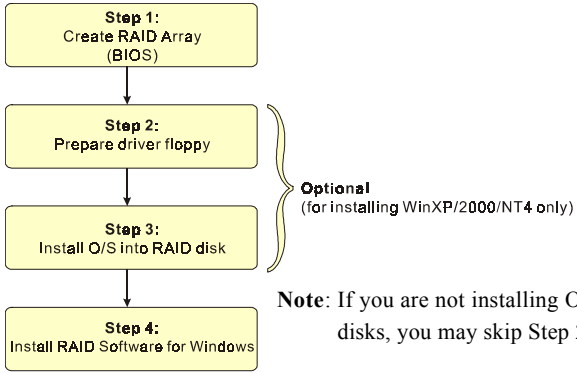 Step 1:
Create RAID Array
(BIOS)
Step 2:
Prepare driver floppy
Optional
(for installing WinXP/2000/NT4 only)
Step 3:
Install O/S into RAID disk
Note: If you are not installing
disks, you may skip Step
Step 4:
Install RAID Software for Windows